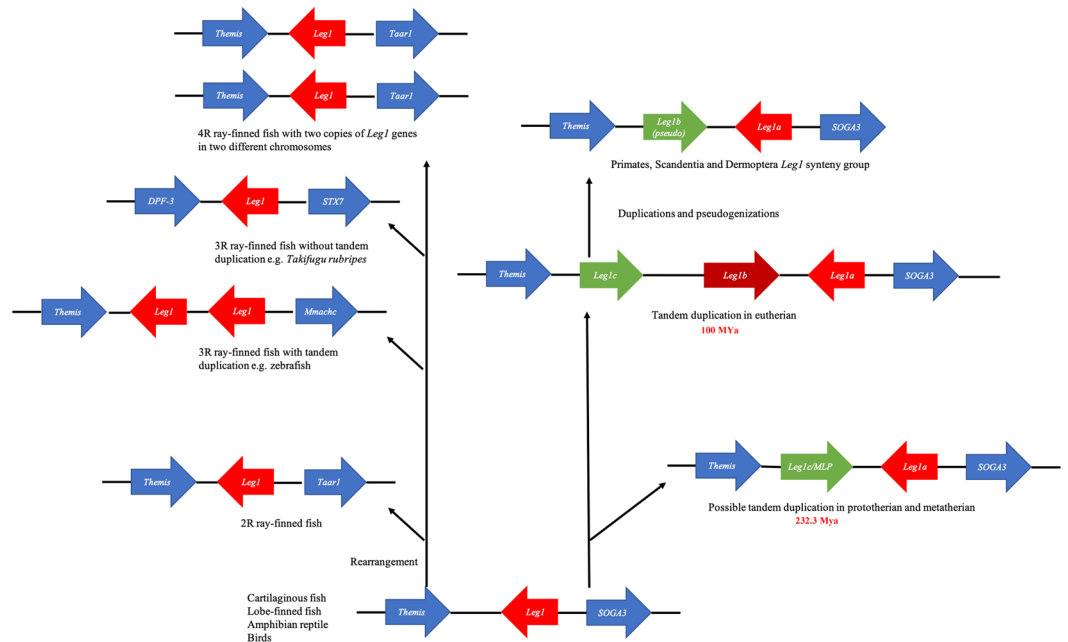 Themis Leg1 Taar1
Themis Leg1 Taar1
4R ray-finned fish with two copies of Leg1 genes
in two different chromosomes
DPF-3 Leg1 STX7
3R ray-finned fish without tandem
duplication e.g. Takifugu rubripes
Themis Leg1 Leg1 Mmachc
3R ray-finned fish with tandem
duplication e.g. zebrafish
Themis Leg1 Taar1
2R ray-finned fish
Rearrangement
Cartilaginous fish
Lobe-finned fish
Amphibian reptile
Birds
Themis Leg1 SOGA3
Themis Leg1b
(pseudo) Leg1a SOGA3
Primates, Scandentia and Dermoptera Leg1 synteny group
Duplications and pseudogenizations
Themis Leg1c Leg1b Leg1a SOGA3
Tandem duplication in eutherian
100 MYa
Themis Leg1c/MLP Leg1a SOGA3
Possible tandem duplication in prototherian and metatherian
232.3 Mya